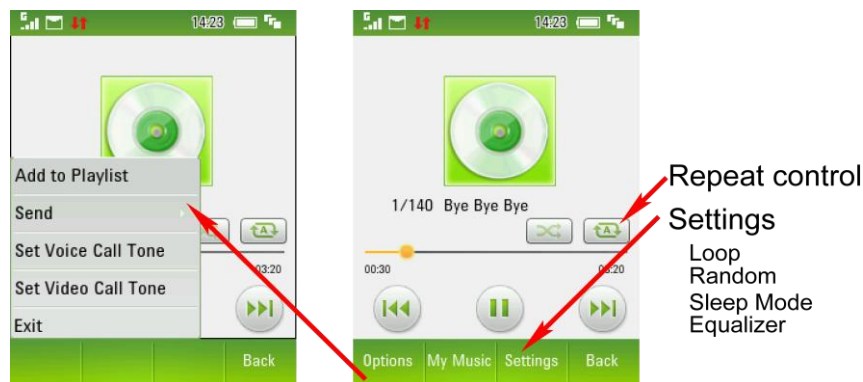 G
14:23
Add to Playlist
Send
Set Voice Call Tone
Set Video Call Tone
Exit
A
03:20
Back
G
14:23
1/140 Bye Bye Bye
A
00:30
03:20
Options My Music Settings Back
Repeat control
Settings
Loop
Random
Sleep Mode
Equalizer